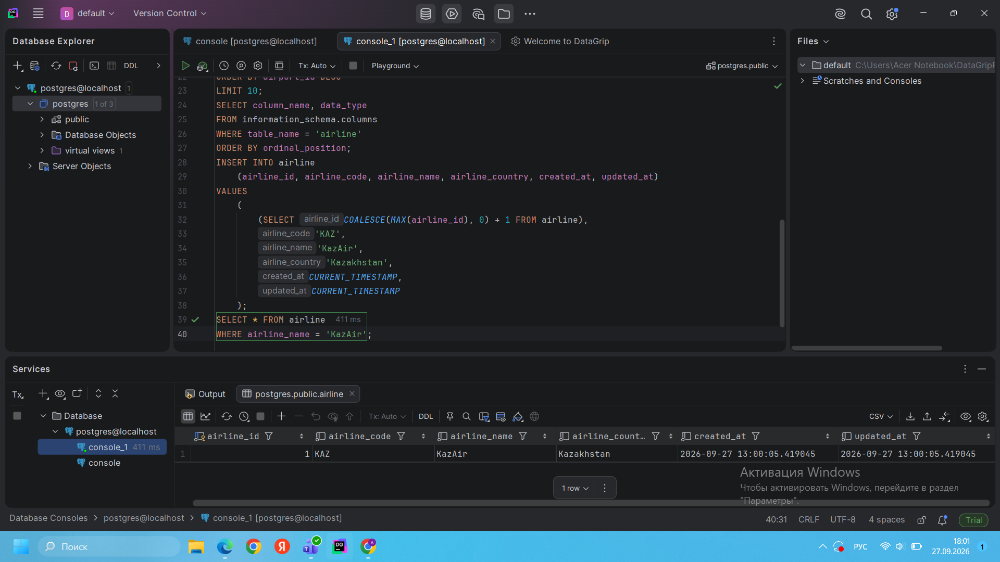 D default
Version Control
Database Explorer
DDL
postgres@localhost 1
postgres 1 of 3
public
Database Objects
virtual views 1
Server Objects
console [postgres@localhost]
console_1 [postgres@localhost]
Welcome to DataGrip
Tx: Auto
Playground
postgres.public
22 ORDER BY airport_id DESC
23 LIMIT 10;
24 SELECT column_name, data_type
25 FROM information_schema.columns
26 WHERE table_name = 'airline'
27 ORDER BY ordinal_position;
28 INSERT INTO airline
29 (airline_id, airline_code, airline_name, airline_country, created_at, updated_at)
30 VALUES
31 (
32 (SELECT airline_id COALESCE(MAX(airline_id), 0) + 1 FROM airline),
33 airline_code 'KAZ',
34 airline_name 'KazAir',
35 airline_country 'Kazakhstan',
36 created_at CURRENT_TIMESTAMP,
37 updated_at CURRENT_TIMESTAMP
38 );
39 SELECT * FROM airline 411 ms
40 WHERE airline_name = 'KazAir';
Files
default C:\Users\Acer Notebook\DataGripP
Scratches and Consoles
Services
Tx
Database
postgres@localhost
console_1 411 ms
console
Output
postgres.public.airline
Tx: Auto
DDL
CSV
airline_id airline_code airline_name airline_count... created_at updated_at
1 1 KAZ KazAir Kazakhstan 2026-09-27 13:00:05.419045 2026-09-27 13:00:05.419045
1 row
Активация Windows
Чтобы активировать Windows, перейдите в раздел
"Параметры".
Database Consoles > postgres@localhost > console_1 [postgres@localhost]
40:31 CRLF UTF-8 4 spaces Trial
Поиск
РУС
18:01
27.09.2026
1